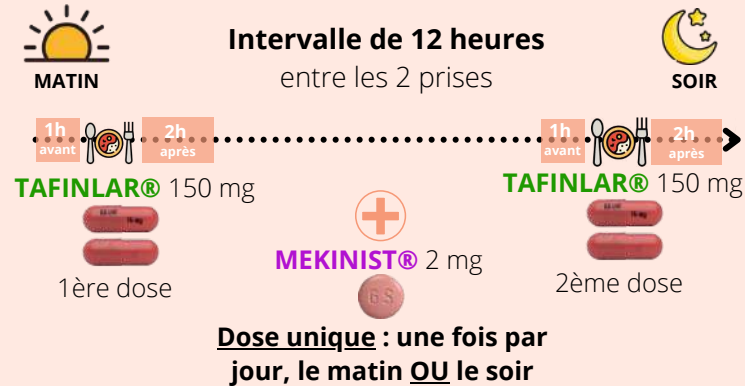 MATIN
Intervalle de 12 heures
entre les 2 prises
SOIR
1h
avant
2h
après
1h
avant
2h
après
TAFINLAR® 150 mg
TAFINLAR® 150 mg
MEKINIST® 2 mg
1ère dose
2ème dose
GS
Dose unique : une fois par
jour, le matin OU le soir